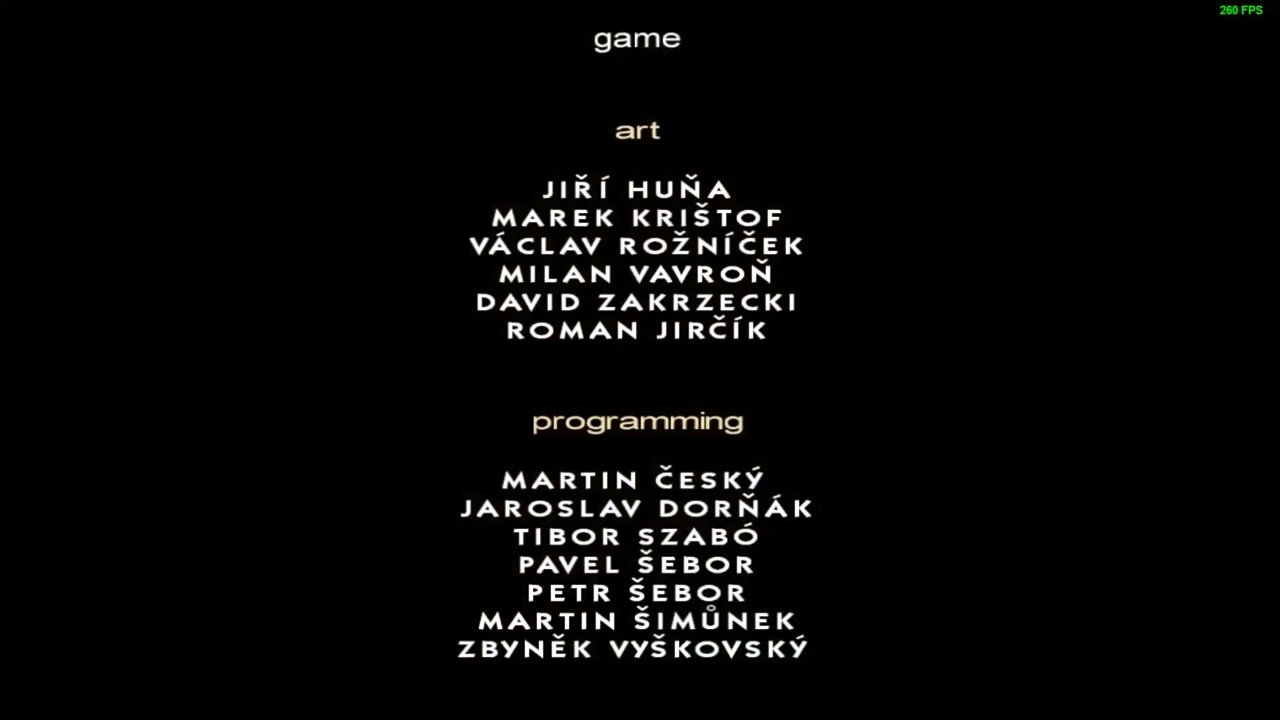 260 FPS
game
art
JIŘÍ HUŇA
MAREK KRIŠTOF
VÁCLAV ROŽNÍČEK
MILAN VAVROŇ
DAVID ZAKRZECKI
ROMAN JIRČÍK
programming
MARTIN ČESKÝ
JAROSLAV DORŇÁK
TIBOR SZABÓ
PAVEL ŠEBOR
PETR ŠEBOR
MARTIN ŠIMŮNEK
ZBYNĚK VYŠKOVSKÝ